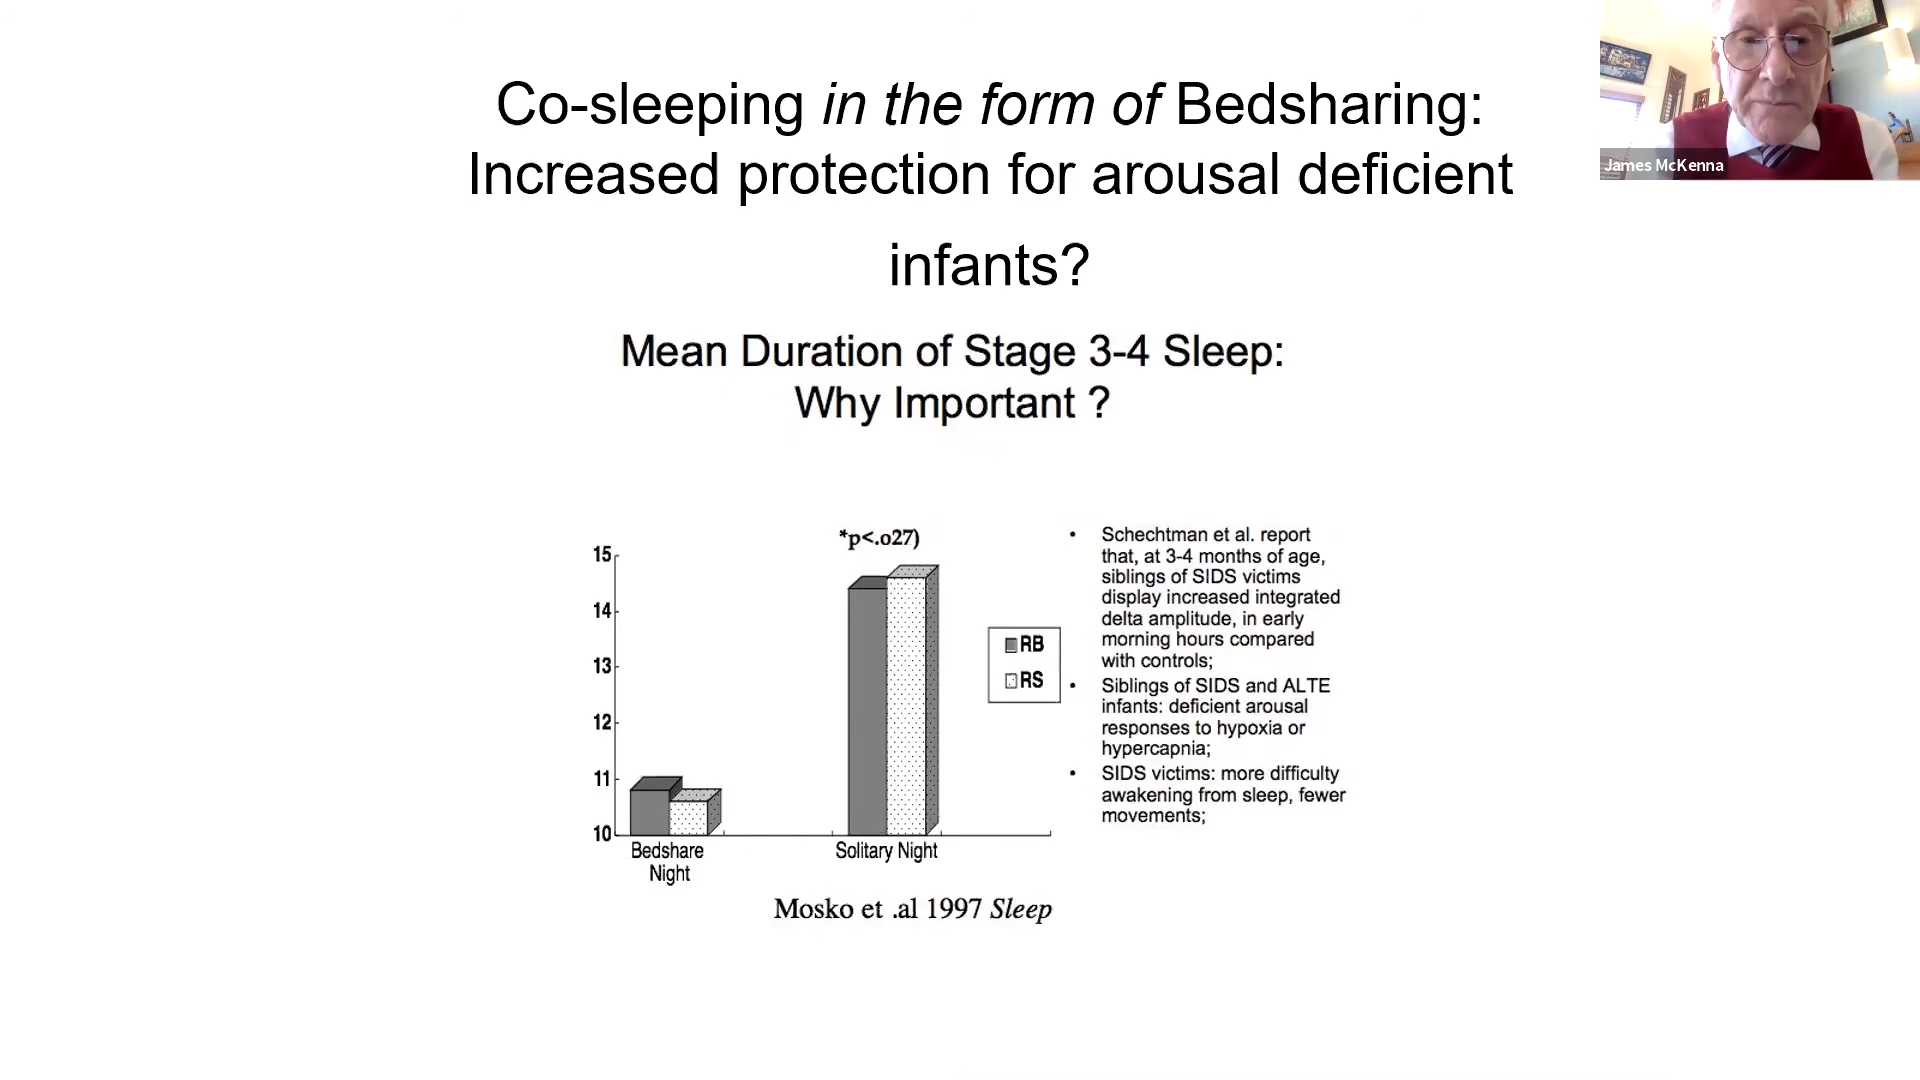 Co-sleeping in the form of Bedsharing:
Increased protection for arousal deficient
infants?
James McKenna
Mean Duration of Stage 3-4 Sleep:
Why Important ?
*p<.o27)
15
14
13
12
11
10
Bedshare
Night
Solitary Night
RB
RS
• Schechtman et al. report
that, at 3-4 months of age,
siblings of SIDS victims
display increased integrated
delta amplitude, in early
morning hours compared
with controls;
• Siblings of SIDS and ALTE
infants: deficient arousal
responses to hypoxia or
hypercapnia;
• SIDS victims: more difficulty
awakening from sleep, fewer
movements;
Mosko et .al 1997 Sleep